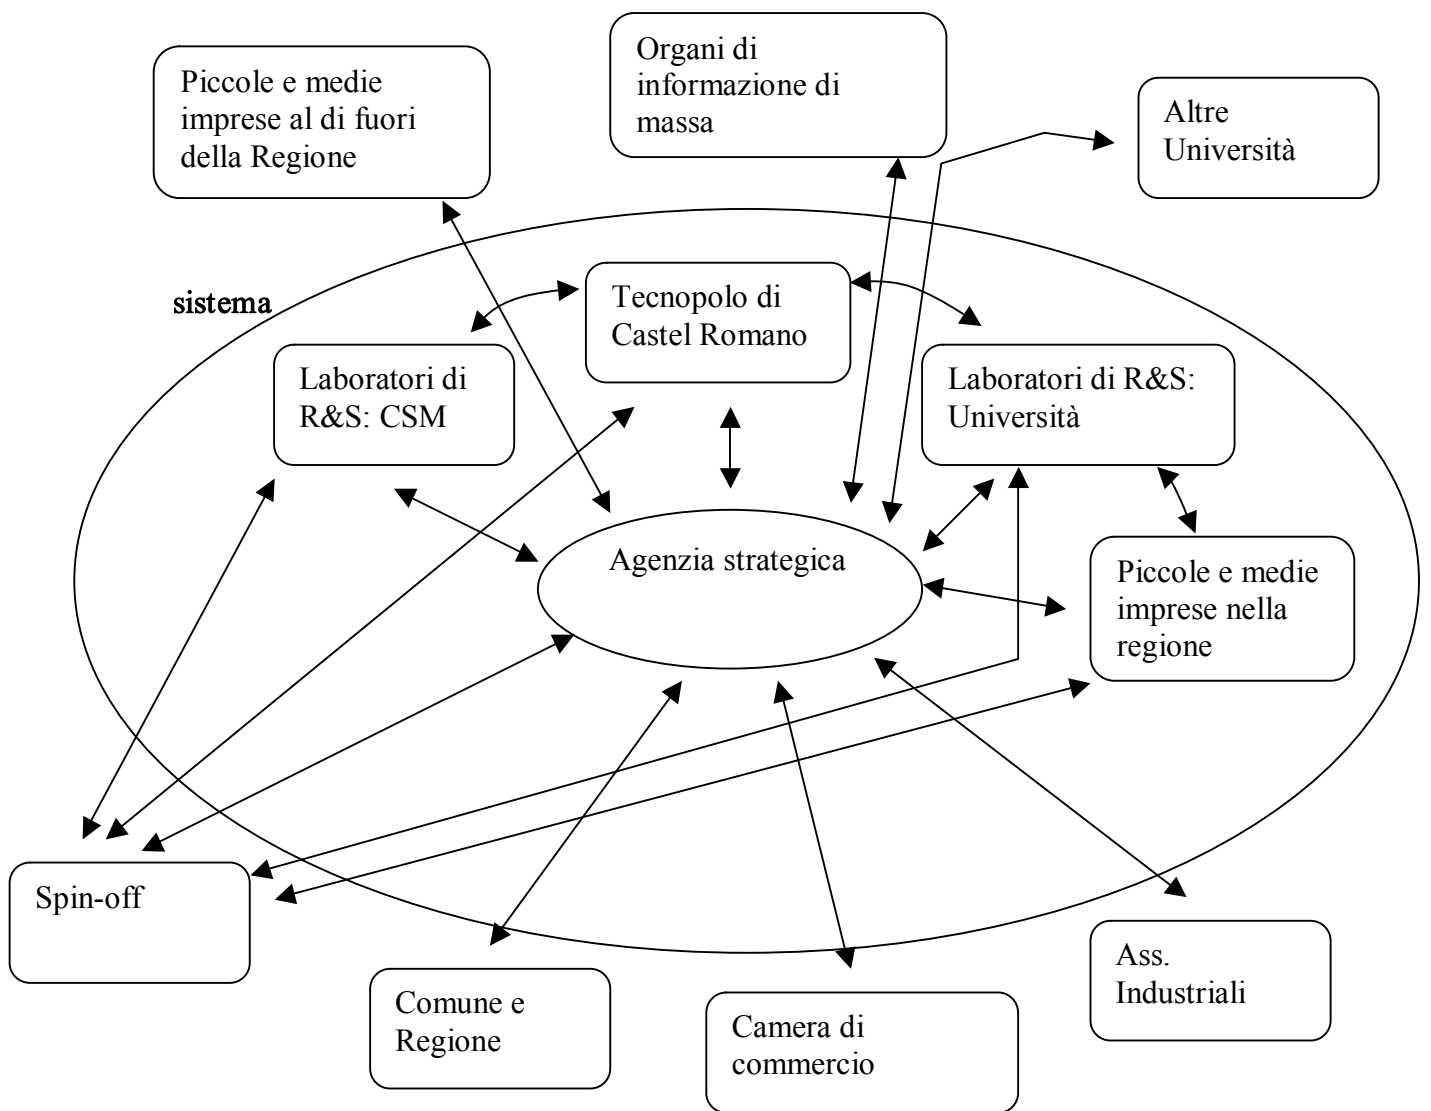 Organi di
informazione di
massa
Piccole e medie
imprese al di fuori
della Regione
Altre
Università
sistema
Tecnopolo di
Castel Romano
Laboratori di
R&S: CSM
Laboratori di R&S:
Università
Agenzia strategica
Piccole e medie
imprese nella
regione
Spin-off
Ass.
Industriali
Comune e
Regione
Camera di
commercio